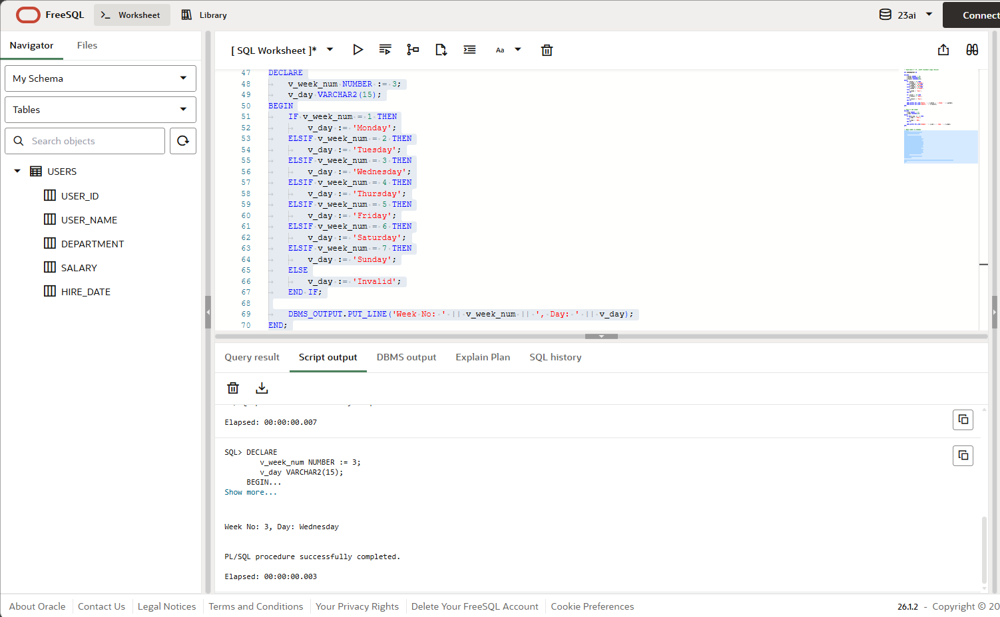 FreeSQL
Worksheet
Library
23ai
Connect
Navigator
Files
My Schema
Tables
Search objects
USERS
USER_ID
USER_NAME
DEPARTMENT
SALARY
HIRE_DATE
[ SQL Worksheet ]*
Aa
47 DECLARE
48 v_week_num NUMBER := 3;
49 v_day VARCHAR2(15);
50 BEGIN
51 IF v_week_num = 1 THEN
52 v_day := 'Monday';
53 ELSIF v_week_num = 2 THEN
54 v_day := 'Tuesday';
55 ELSIF v_week_num = 3 THEN
56 v_day := 'Wednesday';
57 ELSIF v_week_num = 4 THEN
58 v_day := 'Thursday';
59 ELSIF v_week_num = 5 THEN
60 v_day := 'Friday';
61 ELSIF v_week_num = 6 THEN
62 v_day := 'Saturday';
63 ELSIF v_week_num = 7 THEN
64 v_day := 'Sunday';
65 ELSE
66 v_day := 'Invalid';
67 END IF;
68
69 DBMS_OUTPUT.PUT_LINE('Week No: ' || v_week_num || ', Day: ' || v_day);
70 END;
Query result
Script output
DBMS output
Explain Plan
SQL history
Elapsed: 00:00:00.007
SQL> DECLARE
v_week_num NUMBER := 3;
v_day VARCHAR2(15);
BEGIN...
Show more...
Week No: 3, Day: Wednesday
PL/SQL procedure successfully completed.
Elapsed: 00:00:00.003
About Oracle
Contact Us
Legal Notices
Terms and Conditions
Your Privacy Rights
Delete Your FreeSQL Account
Cookie Preferences
26.1.2 - Copyright © 20